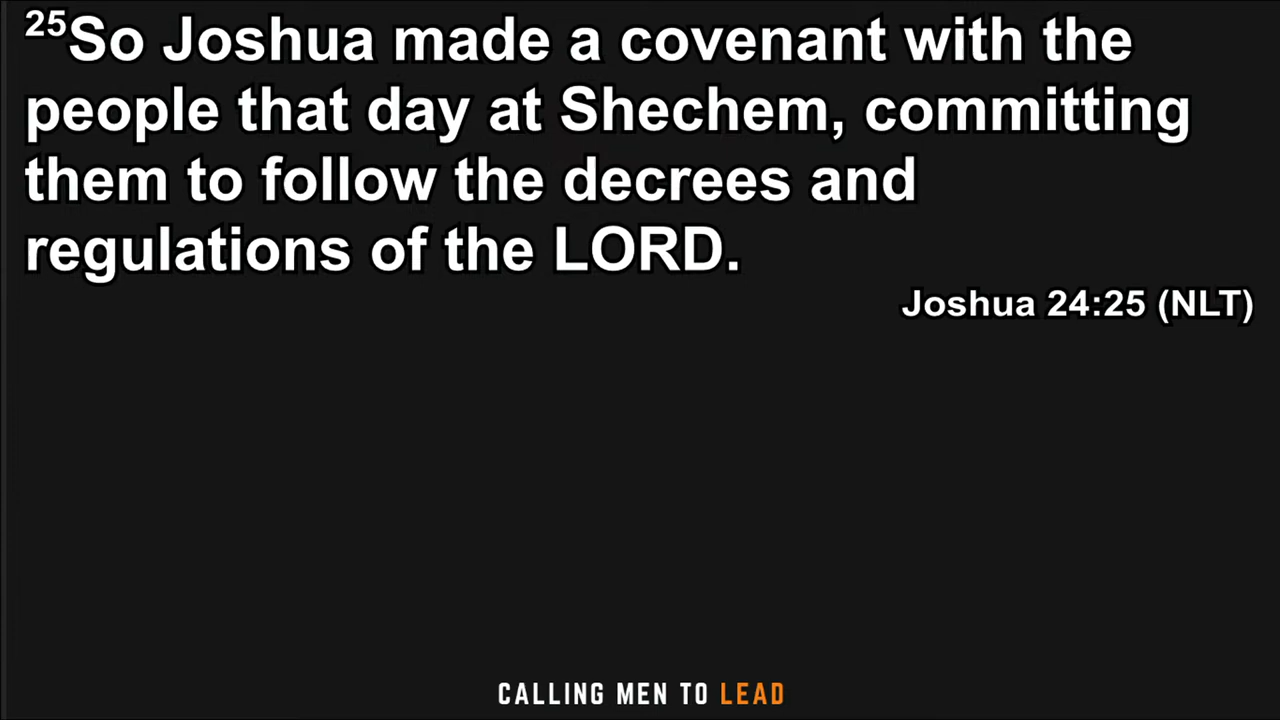 25So Joshua made a covenant with the
people that day at Shechem, committing
them to follow the decrees and
regulations of the LORD.
Joshua 24:25 (NLT)
CALLING MEN TO LEAD